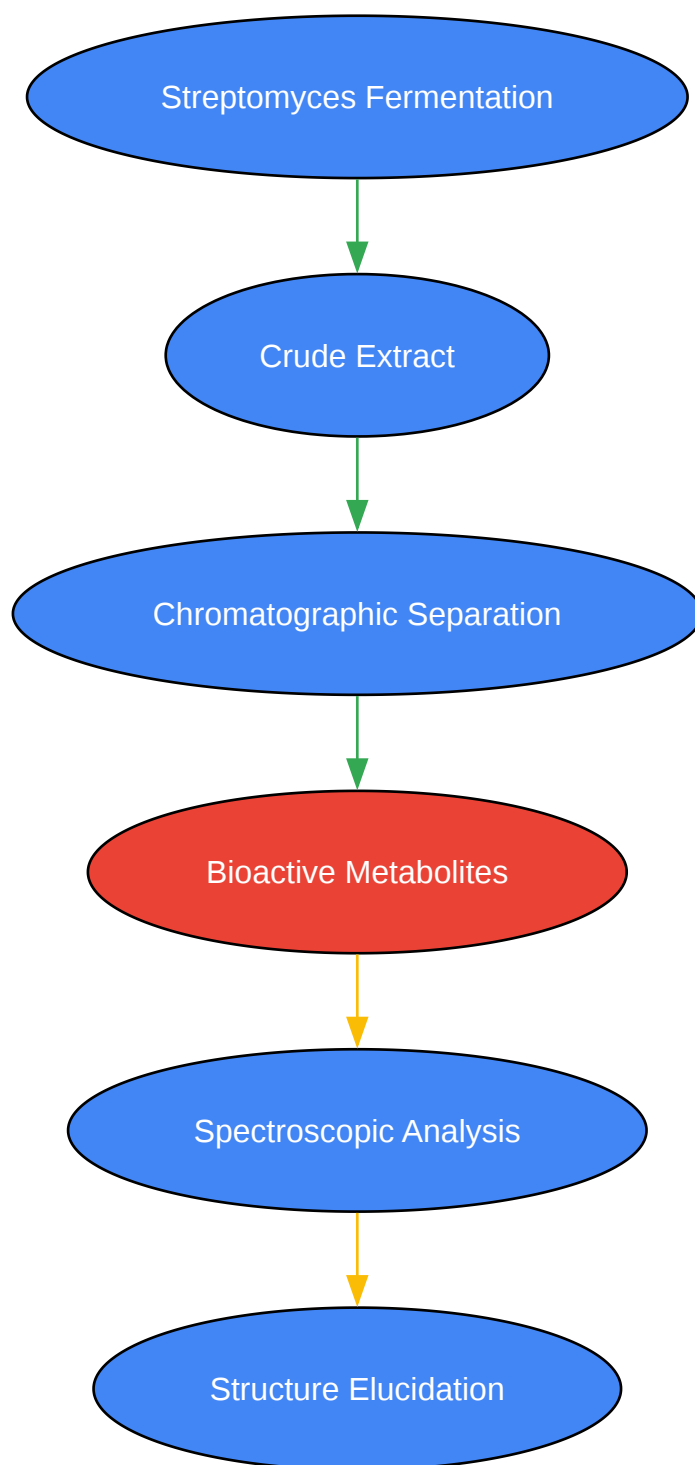 Streptomyces Fermentation
Crude Extract
Chromatographic Separation
Bioactive Metabolites
Spectroscopic Analysis
Structure Elucidation